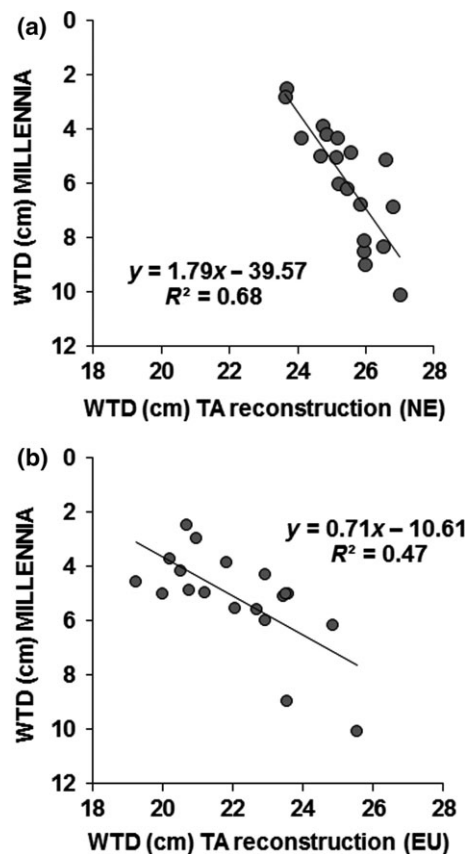 (a)
0
2
4
6
8
10
12
WTD (cm) MILLENNIA
y = 1.79x – 39.57
R² = 0.68
18 20 22 24 26 28
WTD (cm) TA reconstruction (NE)
(b)
0
2
4
6
8
10
12
WTD (cm) MILLENNIA
y = 0.71x – 10.61
R² = 0.47
18 20 22 24 26 28
WTD (cm) TA reconstruction (EU)